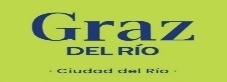 Graz
DEL RÍO
· Ciudad del Río ·